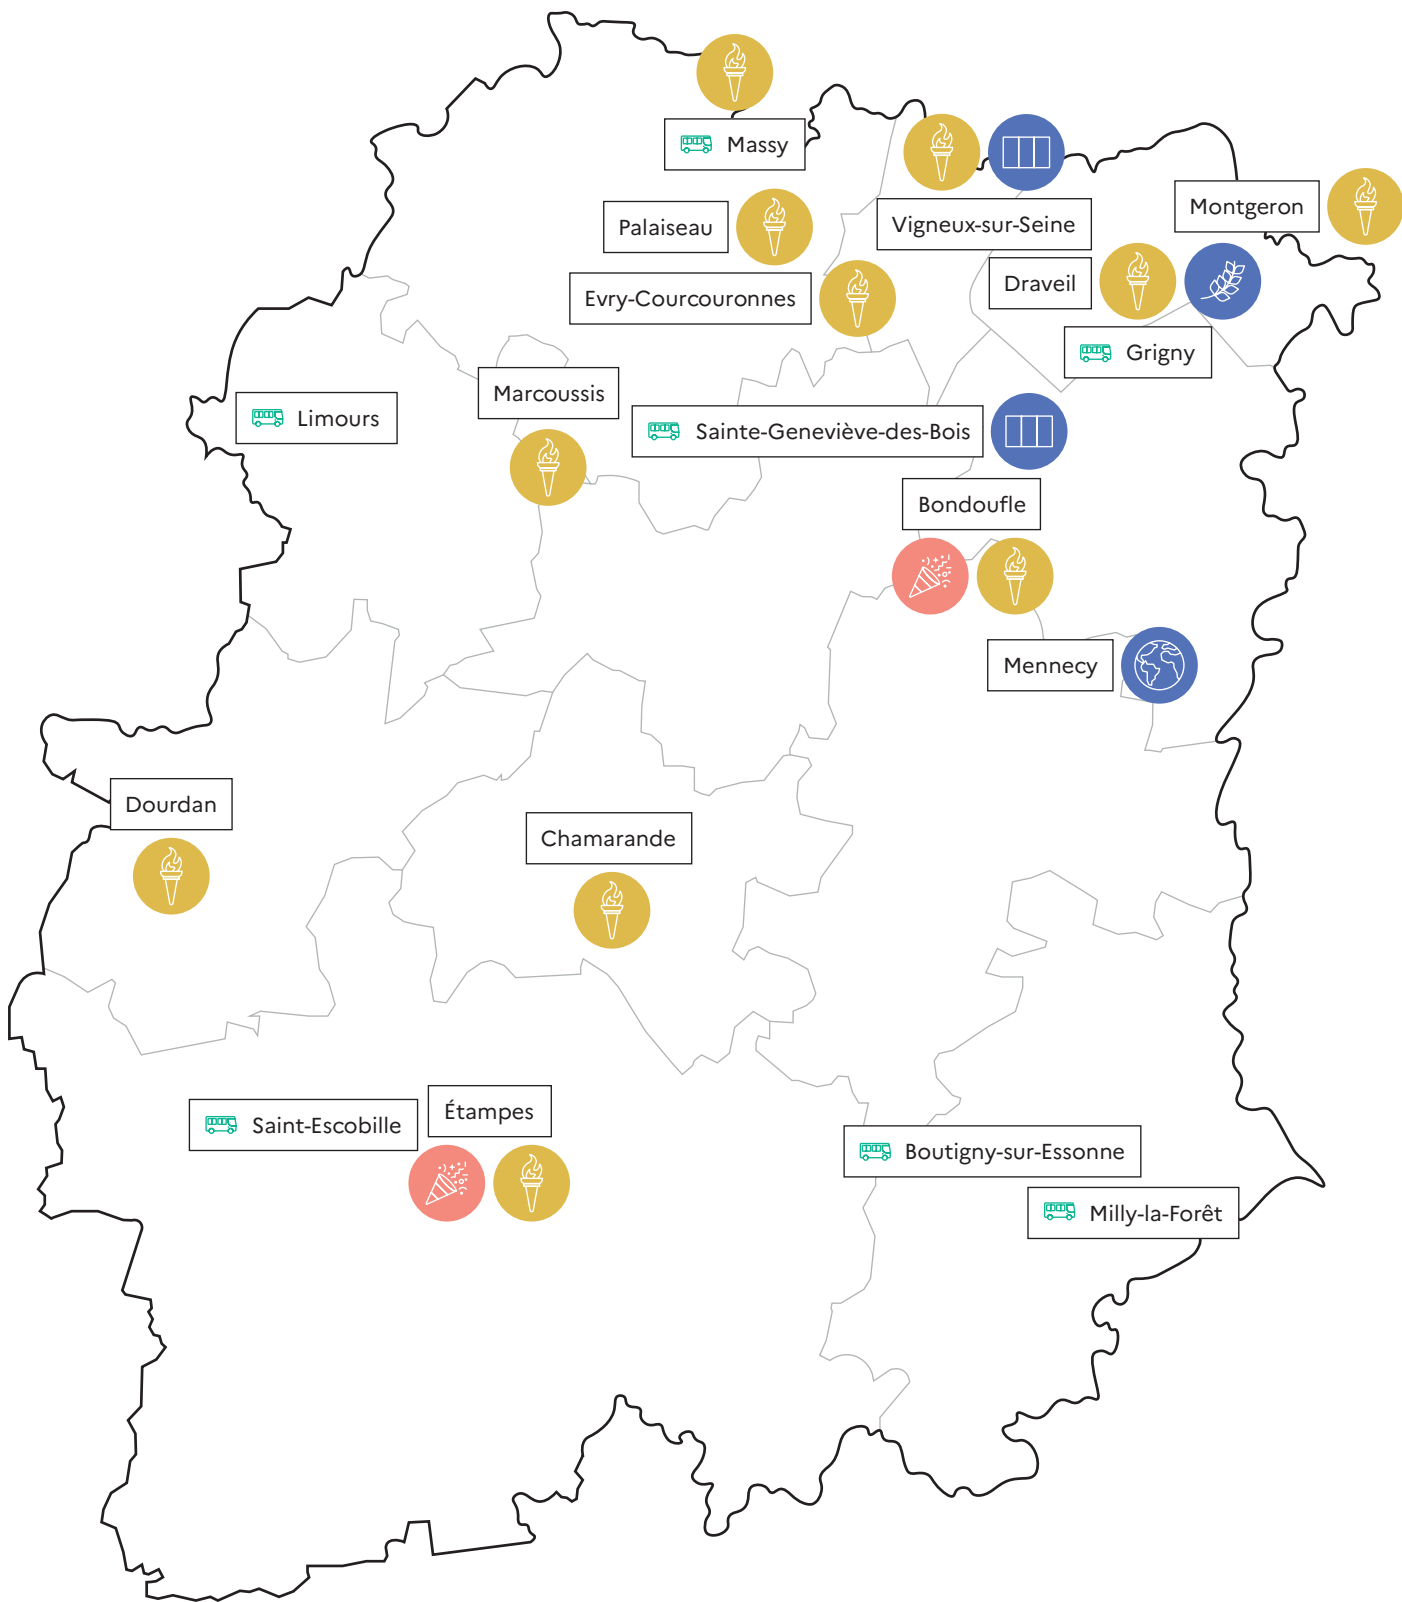 Massy
Vigneux-sur-Seine
Montgeron
Palaiseau
Draveil
Evry-Courcouronnes
Grigny
Marcoussis
Limours
Sainte-Geneviève-des-Bois
Bondoufle
Mennecy
Dourdan
Chamarande
Étampes
Saint-Escobille
Boutigny-sur-Essonne
Milly-la-Forêt